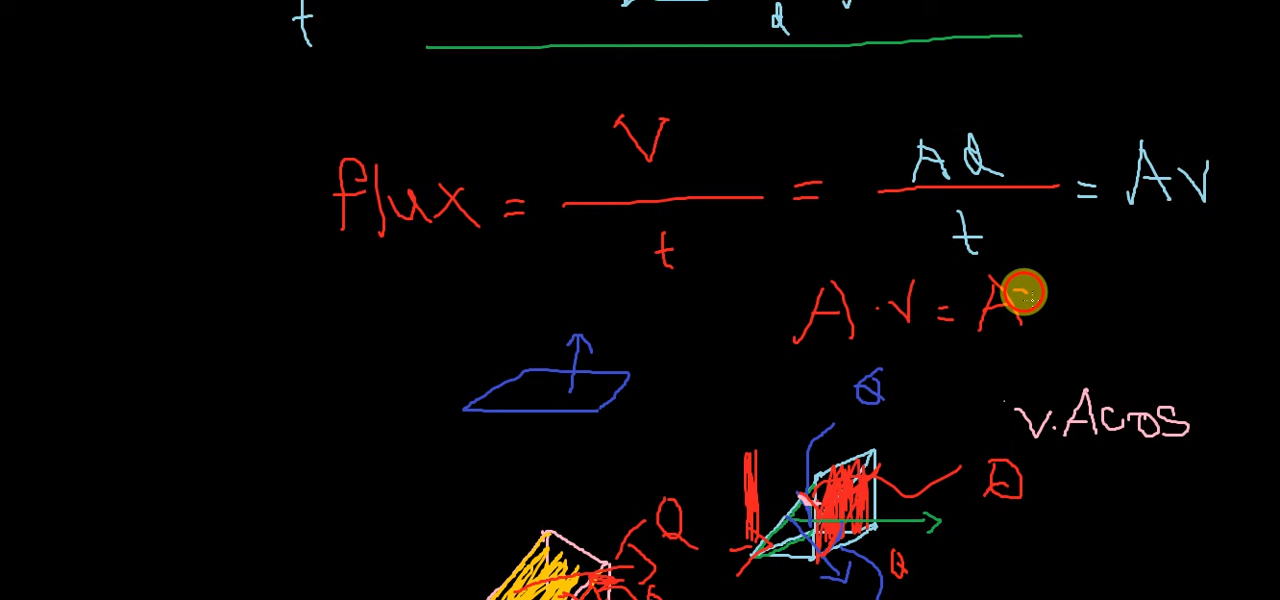 t d
flux = V / t = Ad / t = Av
A · v = A
θ
v.Acos
θ
Q
θ